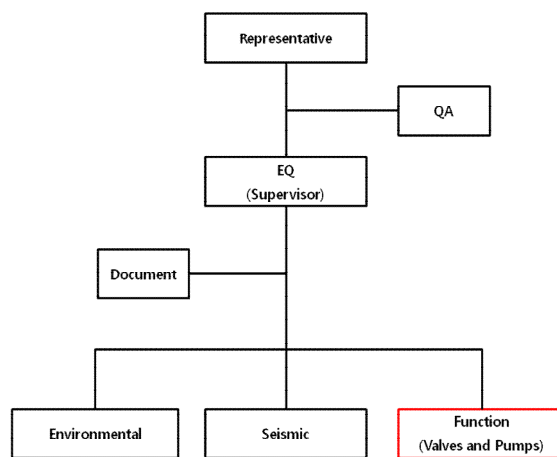 Representative
QA
EQ
(Supervisor)
Document
Environmental
Seismic
Function
(Valves and Pumps)